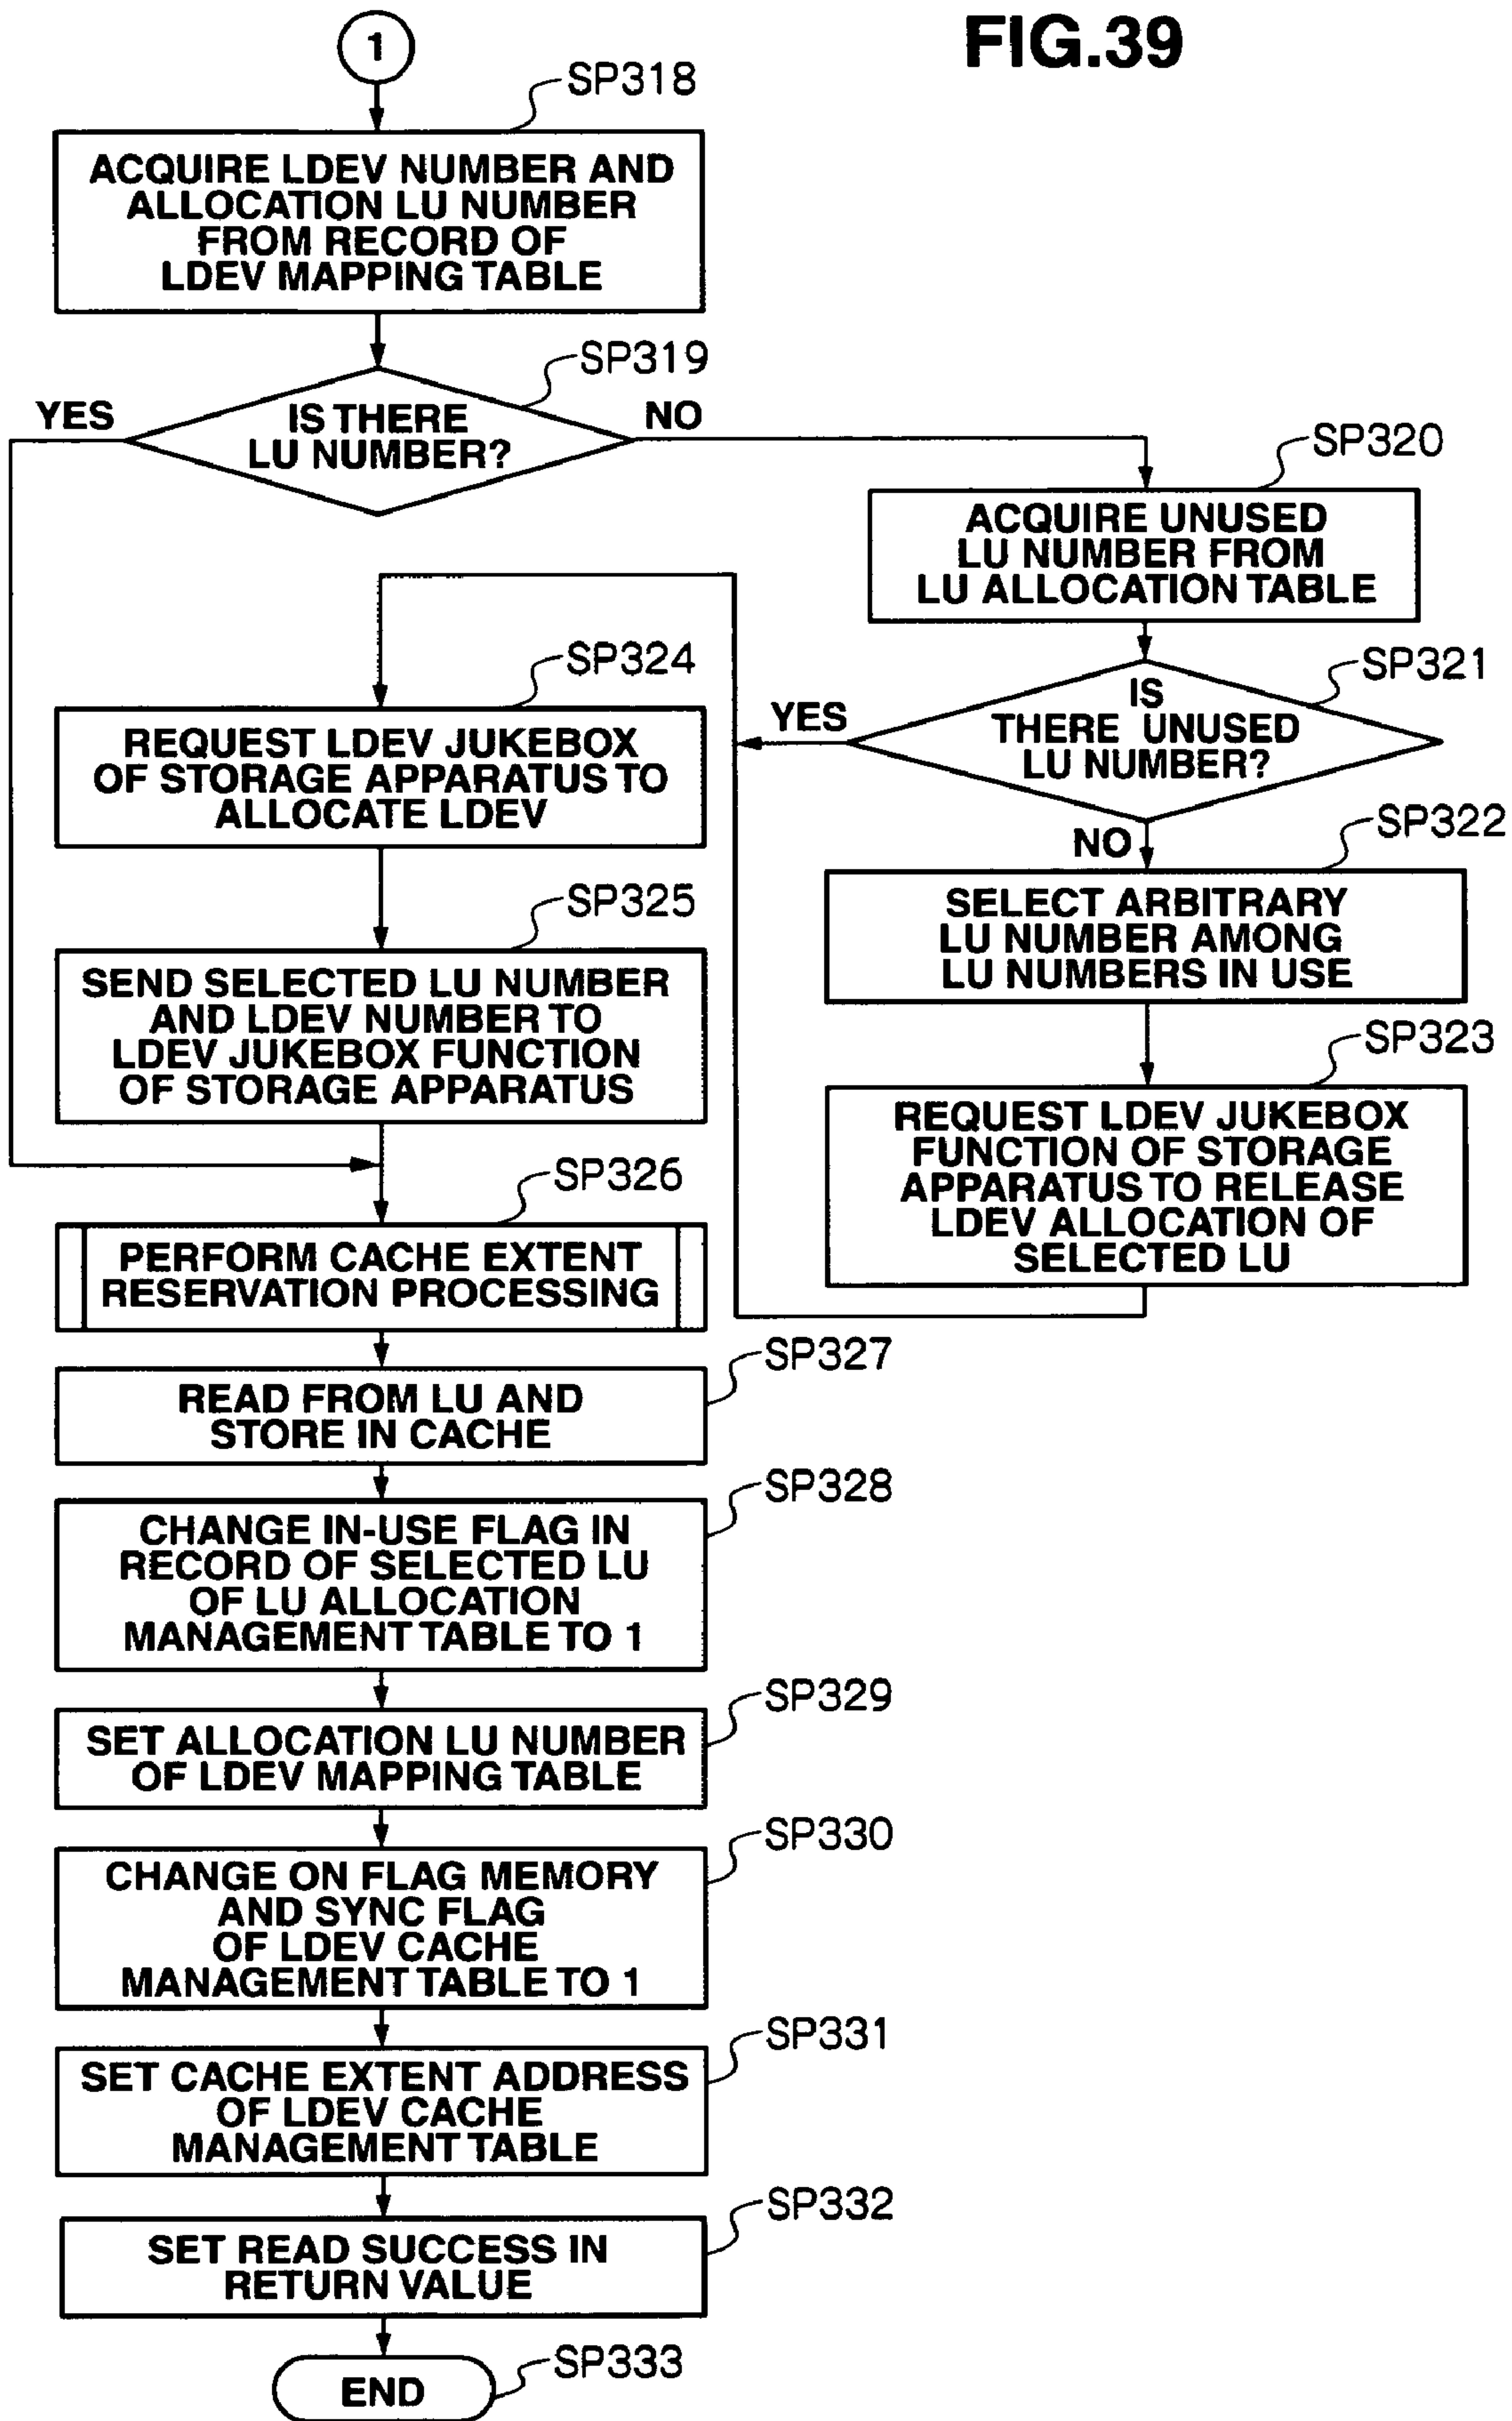 FIG.39
1
SP318
ACQUIRE LDEV NUMBER AND
ALLOCATION LU NUMBER
FROM RECORD OF
LDEV MAPPING TABLE
SP319
YES
IS THERE
LU NUMBER?
NO
SP320
ACQUIRE UNUSED
LU NUMBER FROM
LU ALLOCATION TABLE
SP321
IS
THERE UNUSED
LU NUMBER?
YES
NO
SP322
SELECT ARBITRARY
LU NUMBER AMONG
LU NUMBERS IN USE
SP323
REQUEST LDEV JUKEBOX
FUNCTION OF STORAGE
APPARATUS TO RELEASE
LDEV ALLOCATION OF
SELECTED LU
SP324
REQUEST LDEV JUKEBOX
OF STORAGE APPARATUS TO
ALLOCATE LDEV
SP325
SEND SELECTED LU NUMBER
AND LDEV NUMBER TO
LDEV JUKEBOX FUNCTION
OF STORAGE APPARATUS
SP326
PERFORM CACHE EXTENT
RESERVATION PROCESSING
SP327
READ FROM LU AND
STORE IN CACHE
SP328
CHANGE IN-USE FLAG IN
RECORD OF SELECTED LU
OF LU ALLOCATION
MANAGEMENT TABLE TO 1
SP329
SET ALLOCATION LU NUMBER
OF LDEV MAPPING TABLE
SP330
CHANGE ON FLAG MEMORY
AND SYNC FLAG
OF LDEV CACHE
MANAGEMENT TABLE TO 1
SP331
SET CACHE EXTENT ADDRESS
OF LDEV CACHE
MANAGEMENT TABLE
SP332
SET READ SUCCESS IN
RETURN VALUE
SP333
END